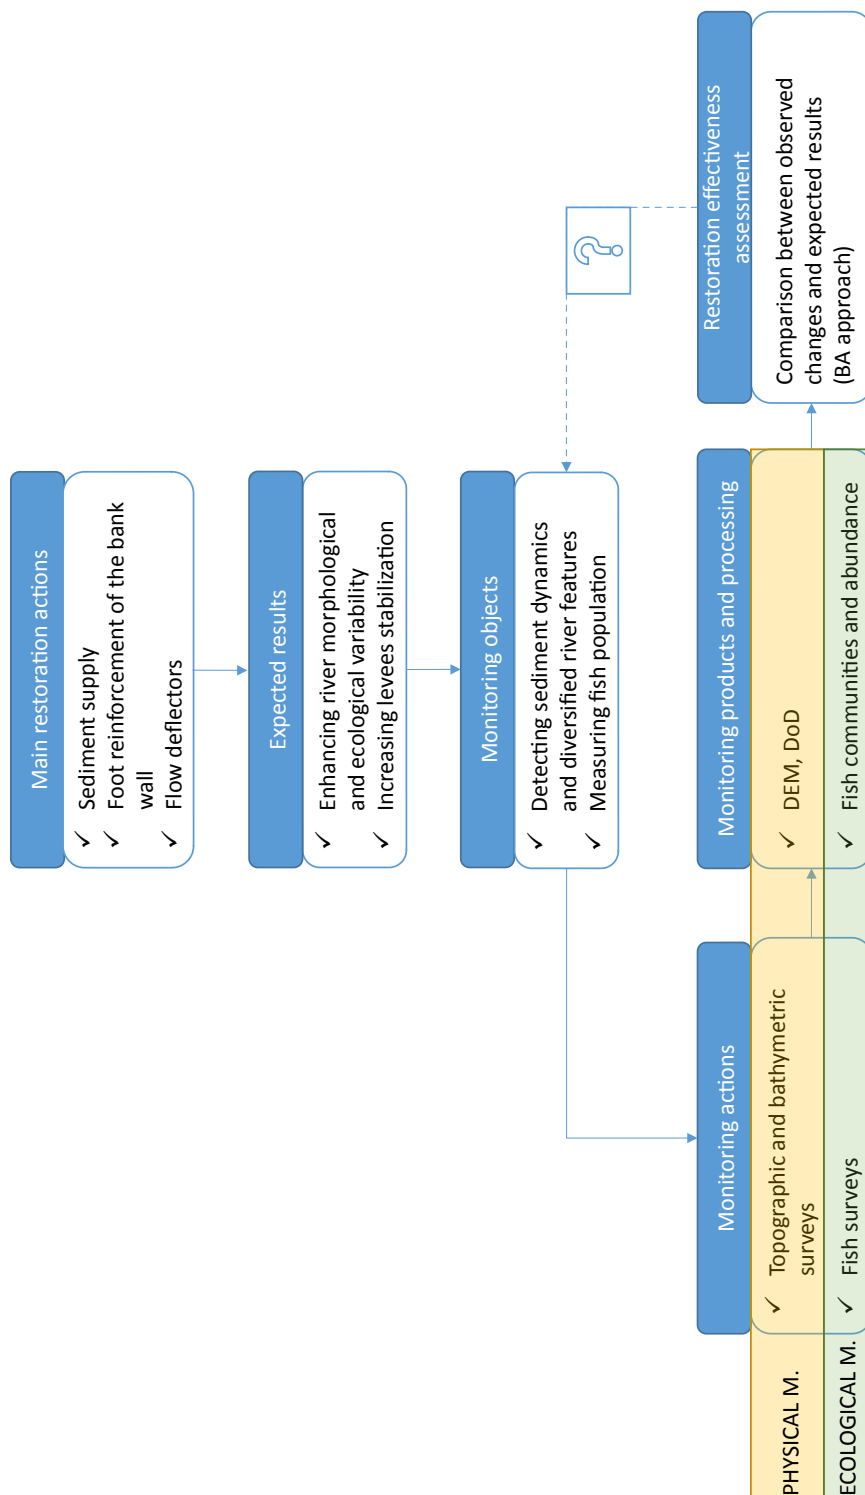 Main restoration actions
✓ Sediment supply
✓ Foot reinforcement of the bank
wall
✓ Flow deflectors
Expected results
✓ Enhancing river morphological
and ecological variability
✓ Increasing levees stabilization
Monitoring objects
✓ Detecting sediment dynamics
and diversified river features
✓ Measuring fish population
?
Monitoring actions
✓ Topographic and bathymetric
surveys
✓ Fish surveys
Monitoring products and processing
✓ DEM, DoD
✓ Fish communities and abundance
Restoration effectiveness
assessment
Comparison between observed
changes and expected results
(BA approach)
PHYSICAL M.
ECOLOGICAL M.